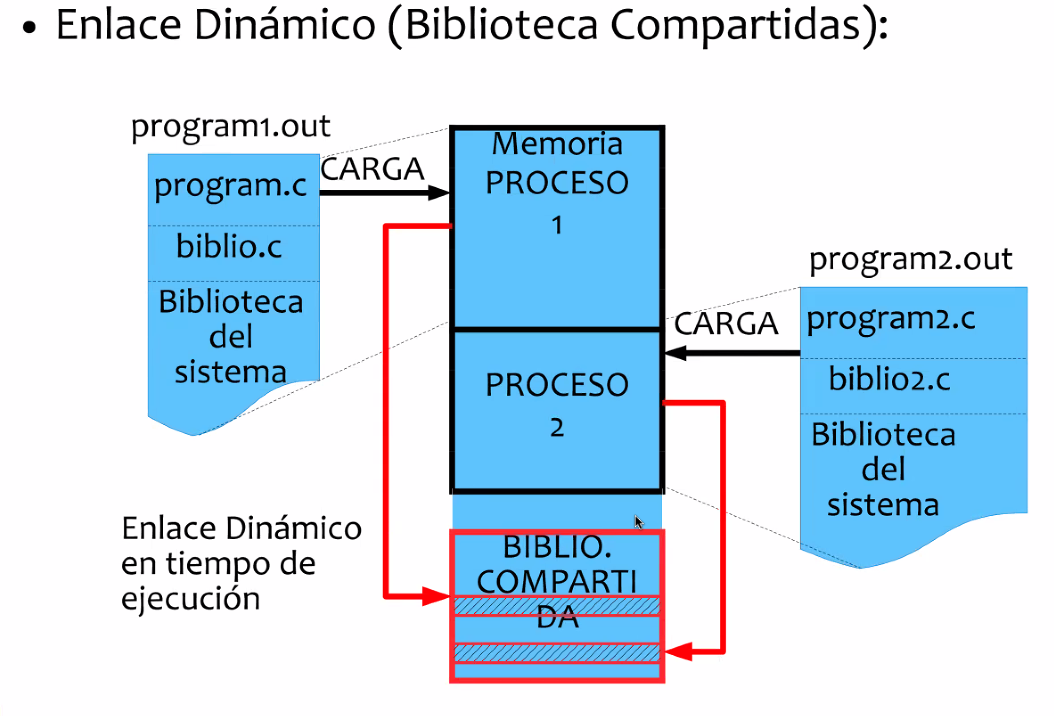 • Enlace Dinámico (Biblioteca Compartidas):
program1.out
program.c
biblio.c
Biblioteca
del
sistema
CARGA
Memoria
PROCESO
1
program2.out
CARGA
program2.c
biblio2.c
Biblioteca
del
sistema
PROCESO
2
Enlace Dinámico
en tiempo de
ejecución
BIBLIO.
COMPARTI
DA